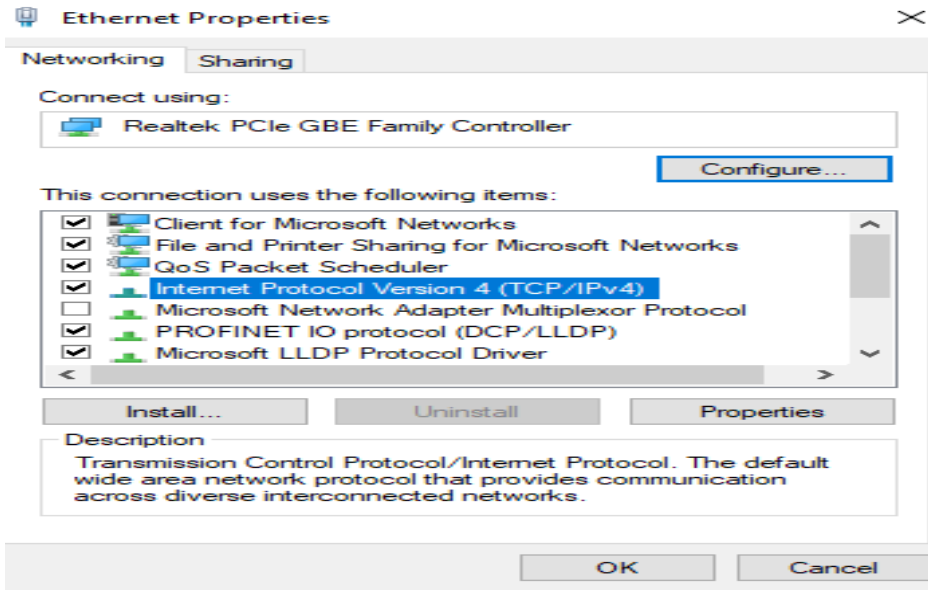 Ethernet Properties
Networking
Sharing
Connect using:
Realtek PCIe GBE Family Controller
Configure...
This connection uses the following items:
Client for Microsoft Networks
File and Printer Sharing for Microsoft Networks
QoS Packet Scheduler
Internet Protocol Version 4 (TCP/IPv4)
Microsoft Network Adapter Multiplexor Protocol
PROFINET IO protocol (DCP/LLDP)
Microsoft LLDP Protocol Driver
Install...
Uninstall
Properties
Description
Transmission Control Protocol/Internet Protocol. The default
wide area network protocol that provides communication
across diverse interconnected networks.
OK
Cancel